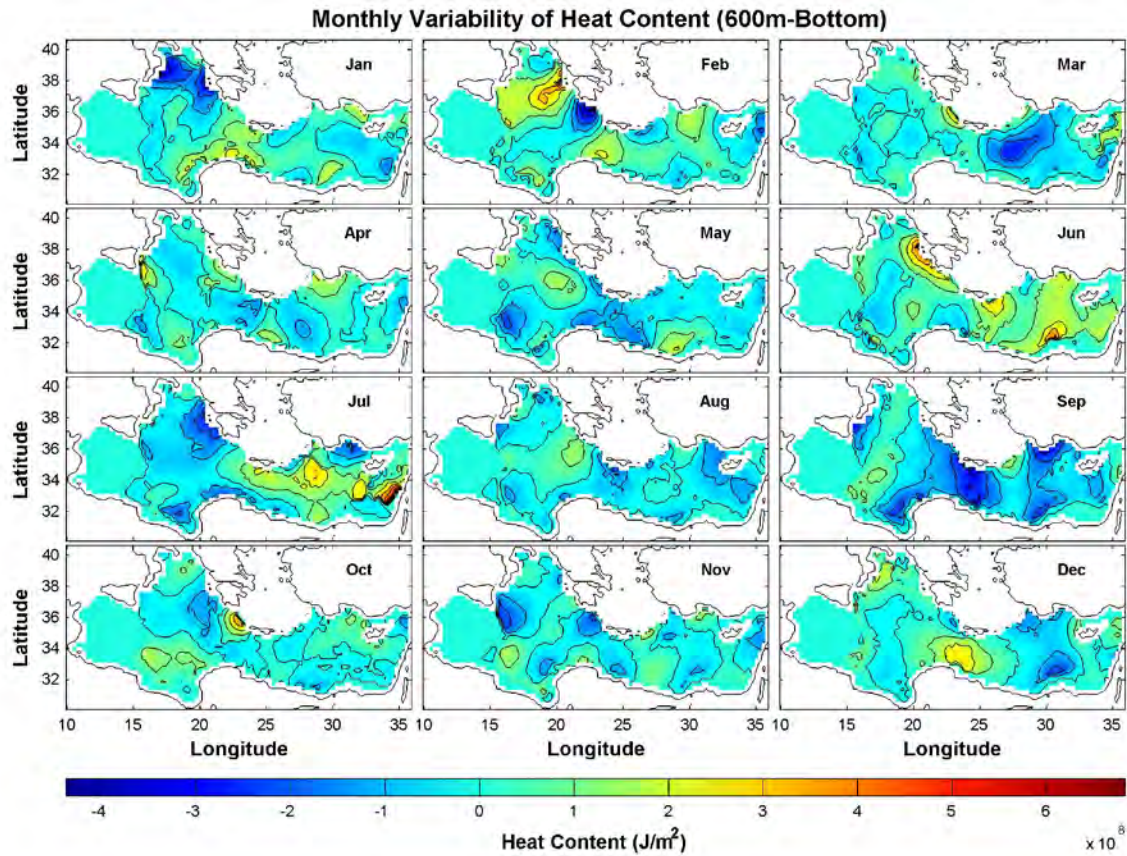 Monthly Variability of Heat Content (600m-Bottom)
Jan
Feb
Mar
40
38
36
34
32
Latitude
Apr
May
Jun
40
38
36
34
32
Latitude
Jul
Aug
Sep
40
38
36
34
32
Latitude
Oct
Nov
Dec
40
38
36
34
32
Latitude
10 15 20 25 30 35
10 15 20 25 30 35
10 15 20 25 30 35
Longitude
Longitude
Longitude
-4 -3 -2 -1 0 1 2 3 4 5 6
Heat Content (J/m²)
x 10⁸